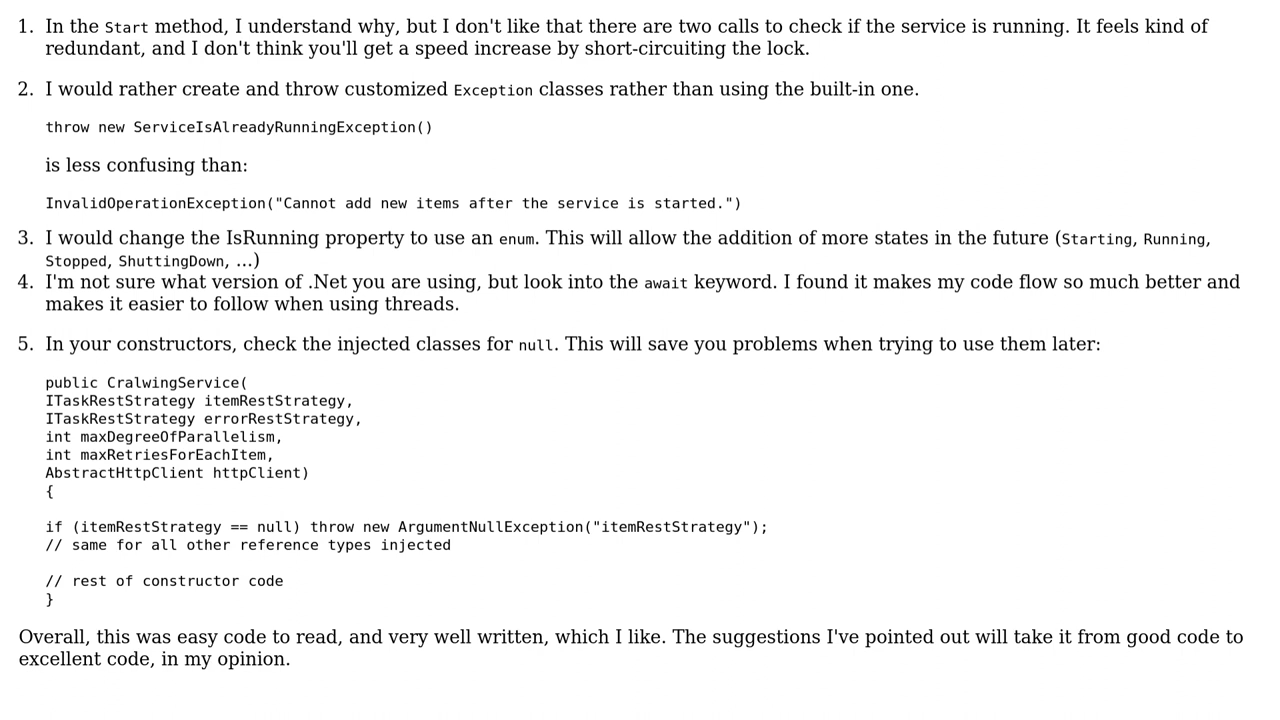 1. In the Start method, I understand why, but I don't like that there are two calls to check if the service is running. It feels kind of
redundant, and I don't think you'll get a speed increase by short-circuiting the lock.
2. I would rather create and throw customized Exception classes rather than using the built-in one.
throw new ServiceIsAlreadyRunningException()
is less confusing than:
InvalidOperationException("Cannot add new items after the service is started.")
3. I would change the IsRunning property to use an enum. This will allow the addition of more states in the future (Starting, Running,
Stopped, ShuttingDown, ...)
4. I'm not sure what version of .Net you are using, but look into the await keyword. I found it makes my code flow so much better and
makes it easier to follow when using threads.
5. In your constructors, check the injected classes for null. This will save you problems when trying to use them later:
public CralwingService(
ITaskRestStrategy itemRestStrategy,
ITaskRestStrategy errorRestStrategy,
int maxDegreeOfParallelism,
int maxRetriesForEachItem,
AbstractHttpClient httpClient)
{
if (itemRestStrategy == null) throw new ArgumentNullException("itemRestStrategy");
// same for all other reference types injected
// rest of constructor code
}
Overall, this was easy code to read, and very well written, which I like. The suggestions I've pointed out will take it from good code to
excellent code, in my opinion.